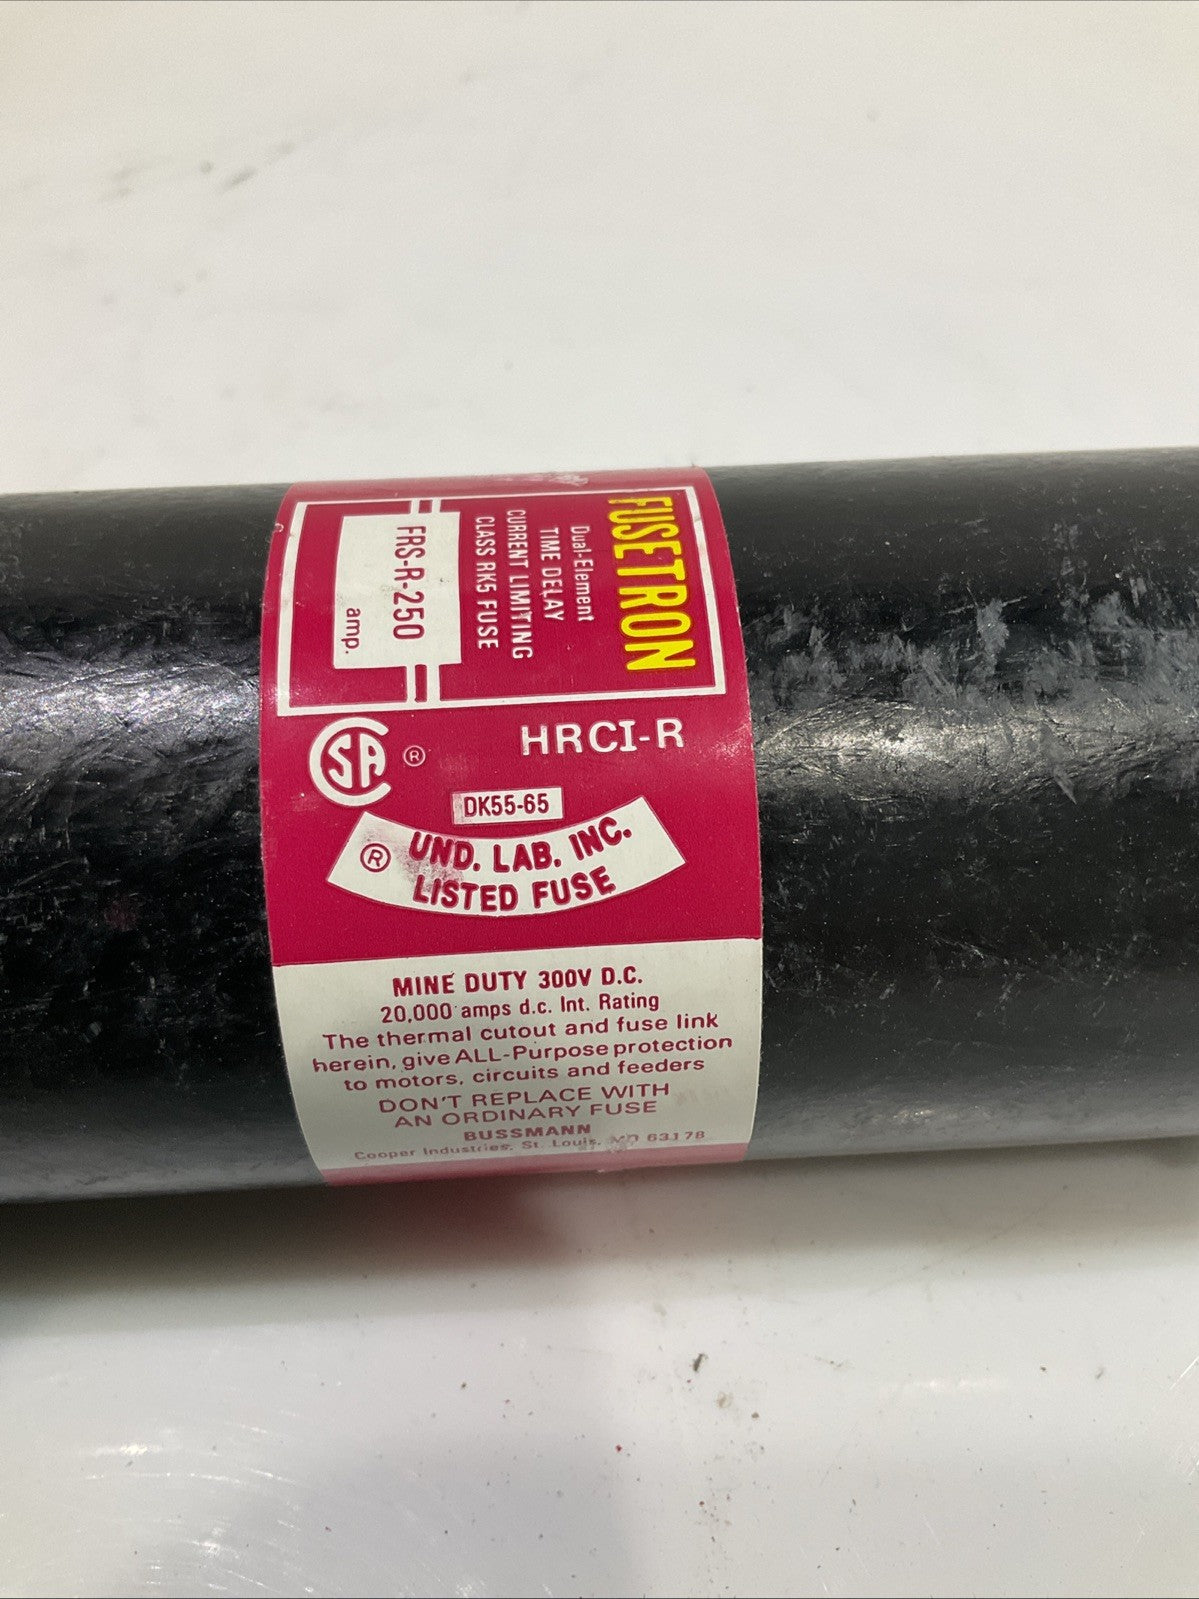 FUSETRON
Dual-Element
TIME DELAY
CURRENT LIMITING
CLASS RK5 FUSE
FRS-R-250
amp.
HRCI-R
SA ®
DK55-65
® UND. LAB. INC.
LISTED FUSE
MINE DUTY 300V D.C.
20,000 amps d.c. Int. Rating
The thermal cutout and fuse link
herein, give ALL-Purpose protection
to motors, circuits and feeders
DON'T REPLACE WITH
AN ORDINARY FUSE
BUSSMANN
Cooper Industries, St. Louis, MO 63178